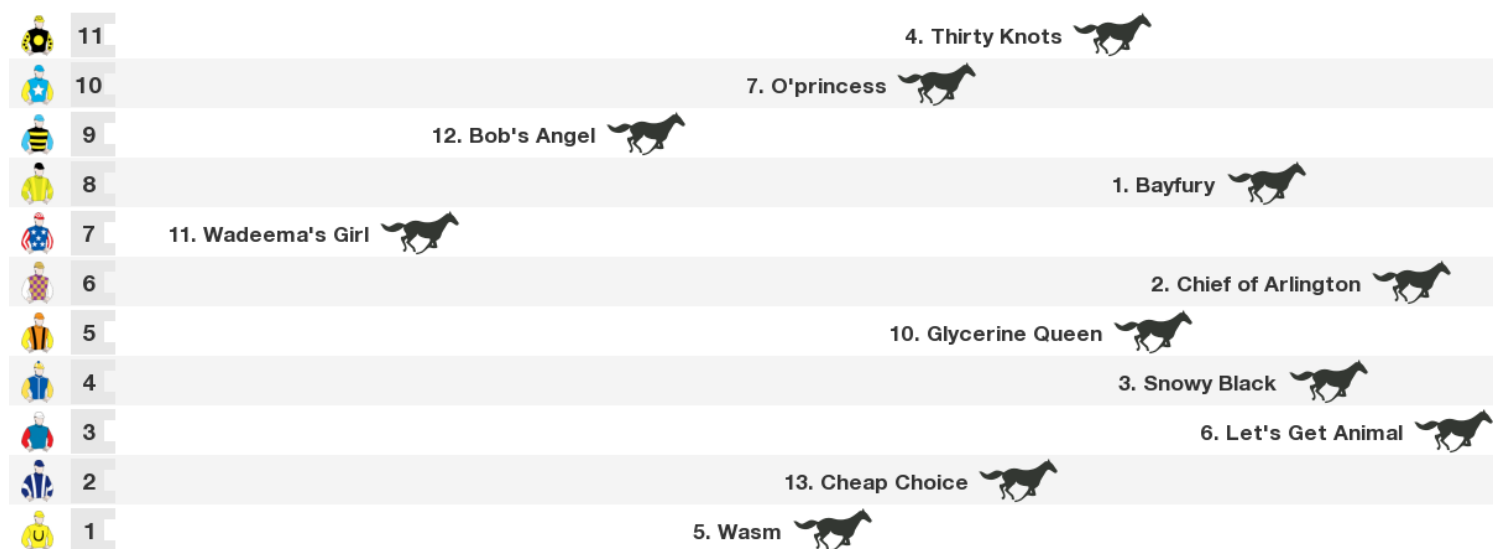 11 4. Thirty Knots
10 7. O'princess
9 12. Bob's Angel
8 1. Bayfury
7 11. Wadeema's Girl
6 2. Chief of Arlington
5 10. Glycerine Queen
4 3. Snowy Black
3 6. Let's Get Animal
2 13. Cheap Choice
1 5. Wasm